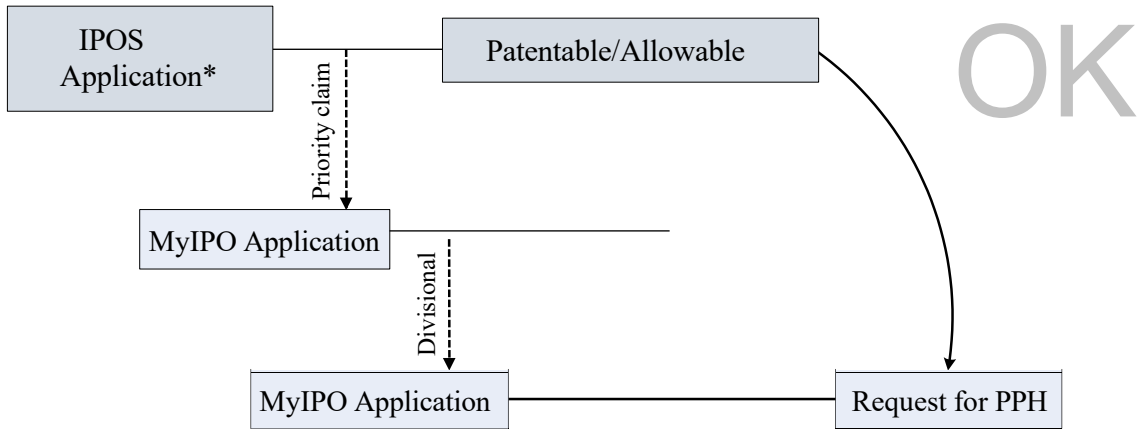 IPOS
Application*
Patentable/Allowable
OK
Priority claim
MyIPO Application
Divisional
MyIPO Application
Request for PPH